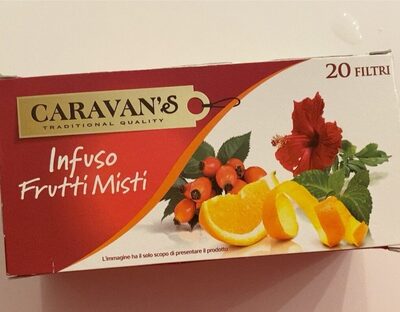 CARAVAN'S
TRADITIONAL QUALITY
20 FILTRI
Infuso
Frutti Misti
L'immagine ha il solo scopo di presentare il prodotto